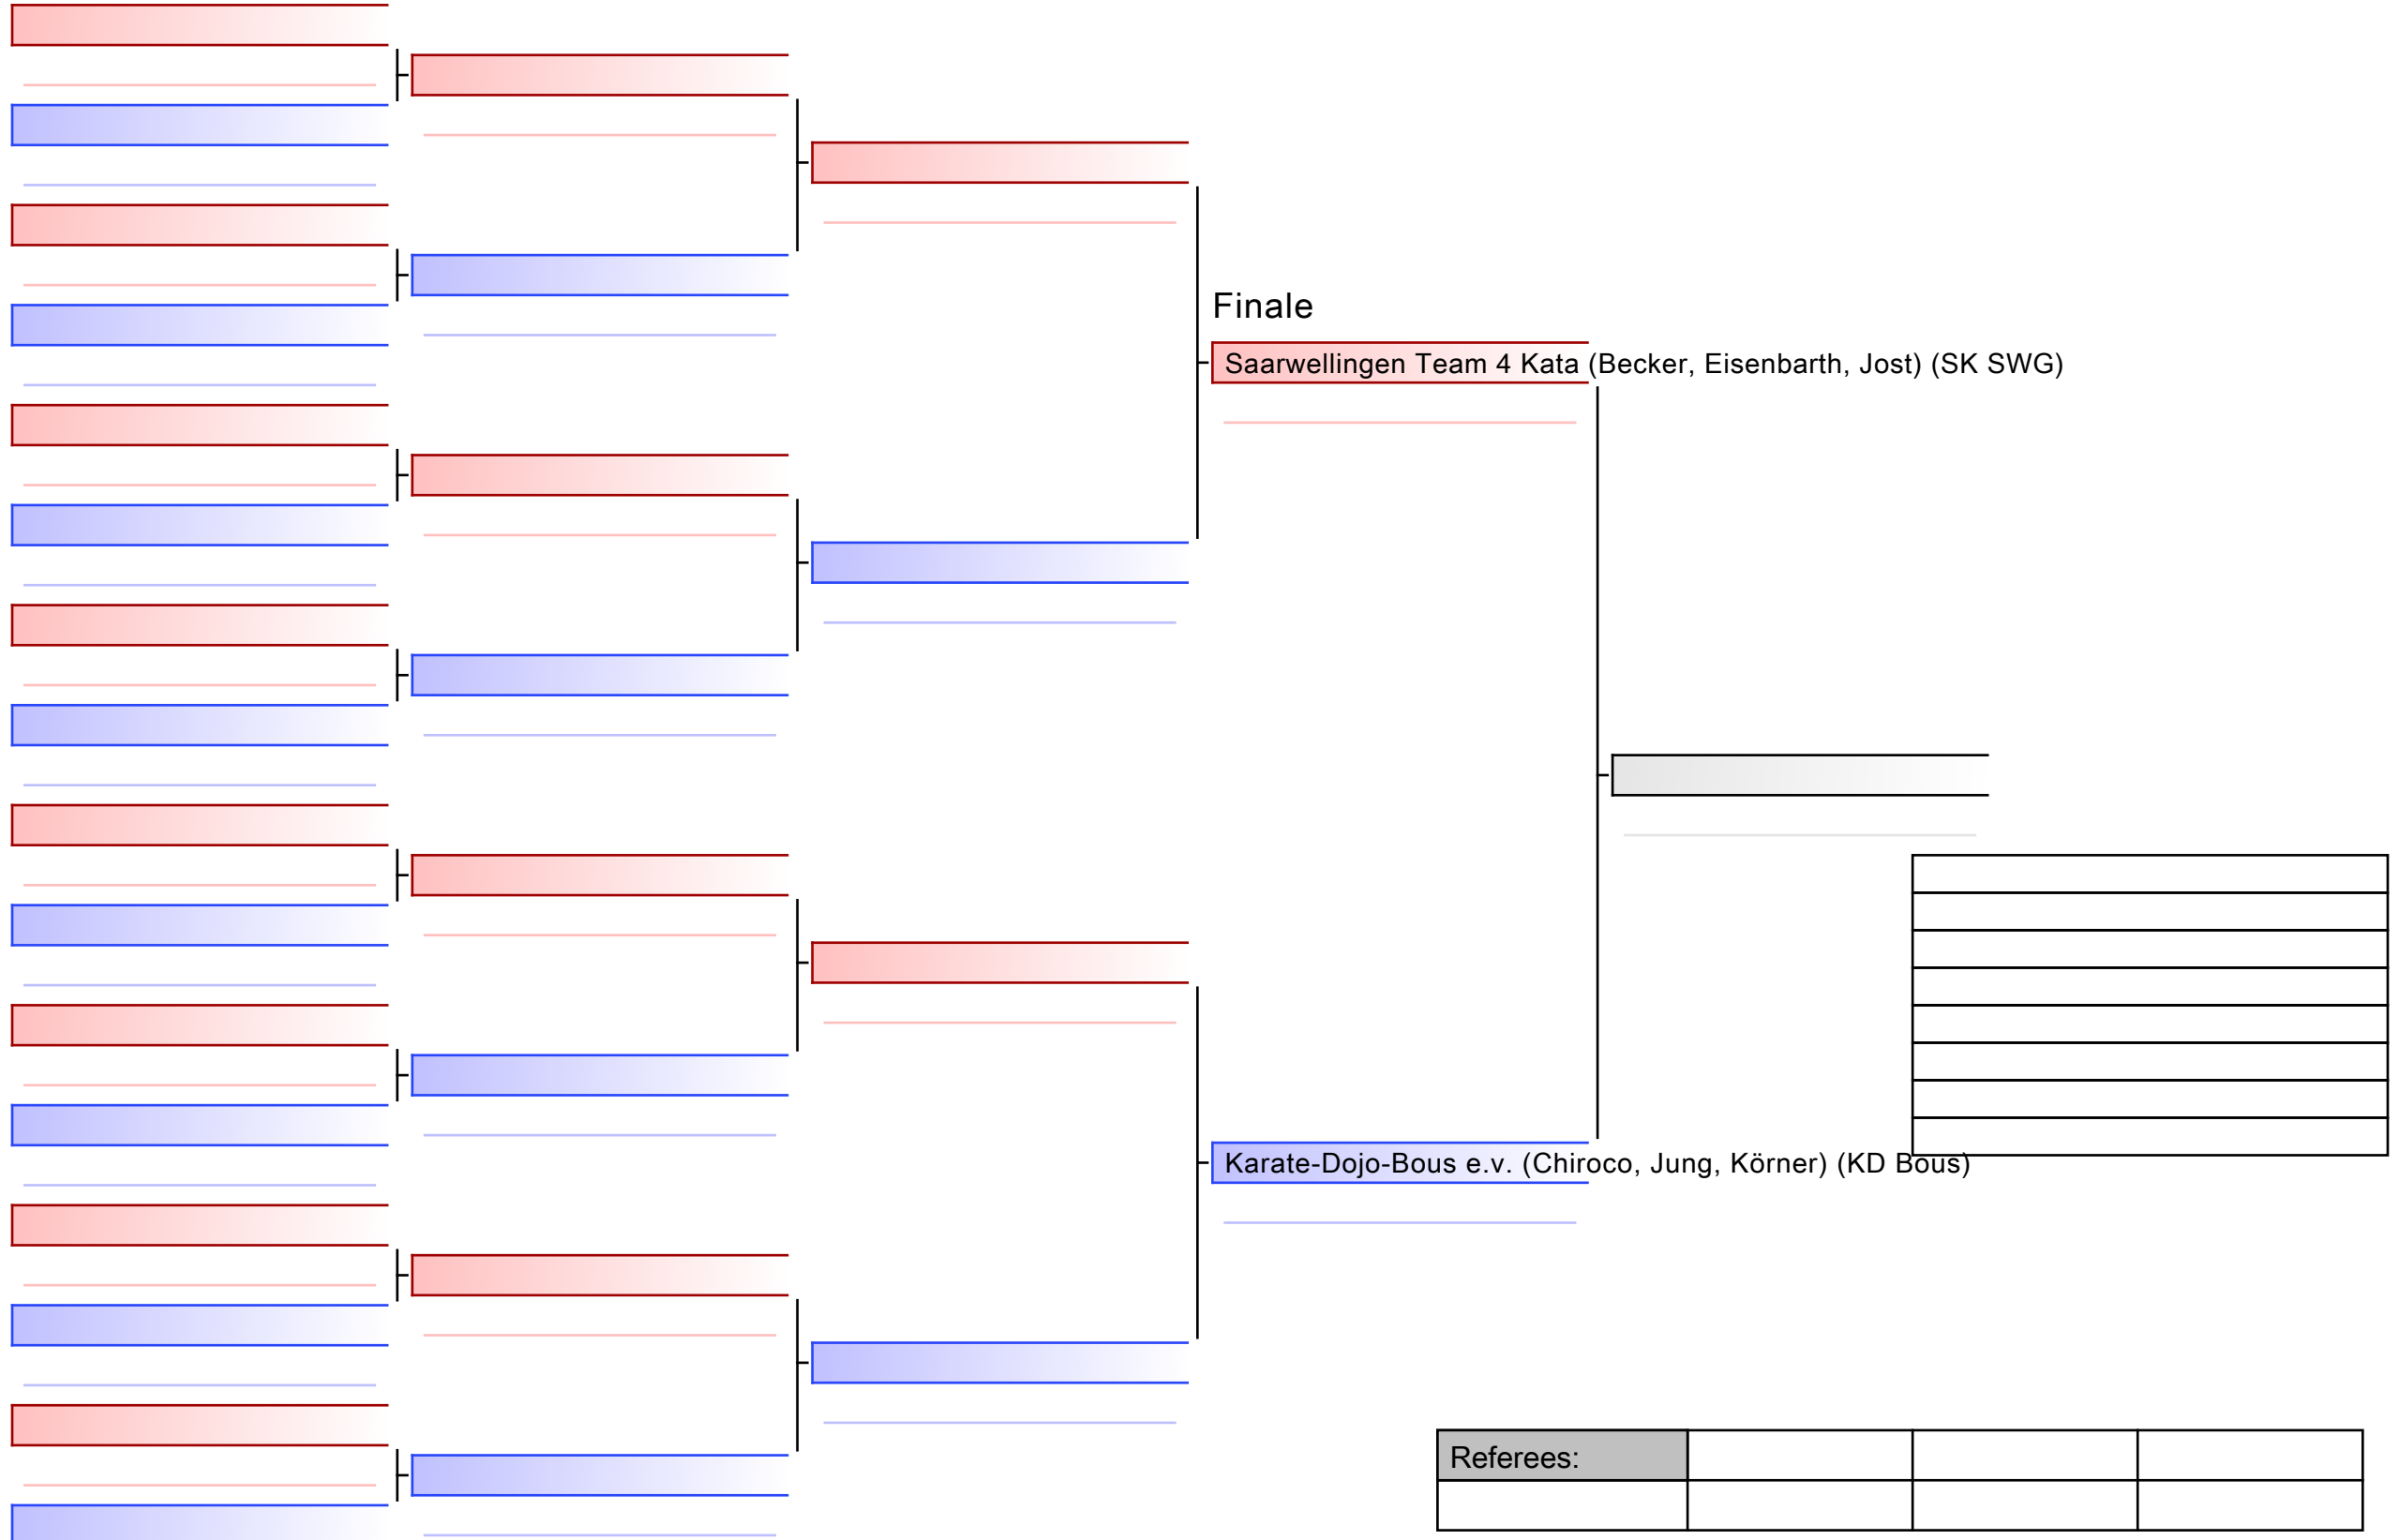 Finale
Saarwellingen Team 4 Kata (Becker, Eisenbarth, Jost) (SK SWG)
Karate-Dojo-Bous e.v. (Chiroco, Jung, Körner) (KD Bous)
Referees: